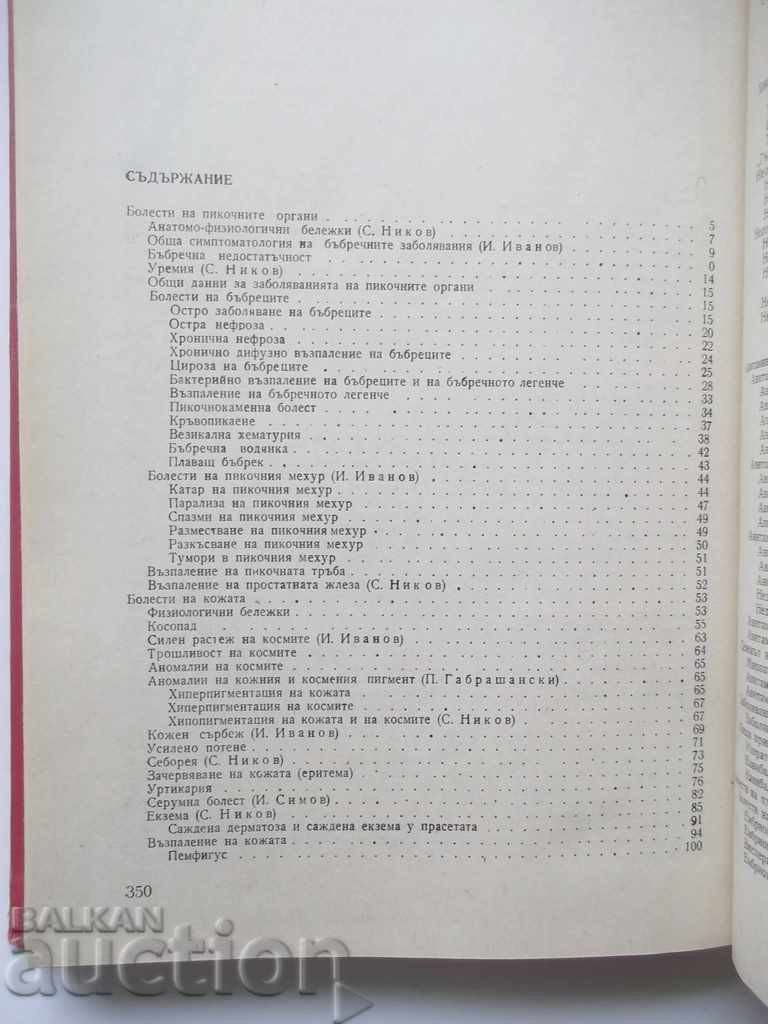 СЪДЪРЖАНИЕ
Болести на пикочните органи . . . 5
Анатомо-физиологични бележки (С. Ников) . . . 7
Обща симптоматология на бъбречните заболявания (И. Иванов) . . . 9
Бъбречна недостатъчност . . . 0
Уремия (С. Ников) . . . 14
Общи данни за заболяванията на пикочните органи . . . 15
Болести на бъбреците . . . 15
Остро заболяване на бъбреците . . . 15
Остра нефроза . . . 20
Хронична нефроза . . . 22
Хронично дифузно възпаление на бъбреците . . . 24
Цироза на бъбреците . . . 25
Бактерийно възпаление на бъбреците и на бъбречното легенче . . . 28
Възпаление на бъбречното легенче . . . 33
Пикочнокаменна болест . . . 34
Кръвопикаене . . . 37
Везикална хематурия . . . 38
Бъбречна водянка . . . 42
Плаващ бъбрек . . . 43
Болести на пикочния мехур (И. Иванов) . . . 44
Катар на пикочния мехур . . . 44
Парализа на пикочния мехур . . . 47
Спазми на пикочния мехур . . . 49
Разместване на пикочния мехур . . . 49
Разкъсване на пикочния мехур . . . 50
Тумори в пикочния мехур . . . 51
Възпаление на пикочната тръба . . . 51
Възпаление на простатната жлеза (С. Ников) . . . 52
Болести на кожата . . . 53
Физиологични бележки . . . 53
Косопад . . . 55
Силен растеж на космите (И. Иванов) . . . 63
Трошливост на космите . . . 64
Аномалии на космите . . . 65
Аномалии на кожния и космения пигмент (П. Габрашански) . . . 65
Хиперпигментация на кожата . . . 65
Хиперпигментация на космите . . . 67
Хипопигментация на кожата и на космите (С. Ников) . . . 67
Кожен сърбеж (И. Иванов) . . . 69
Усилено потене . . . 71
Себорея (С. Ников) . . . 73
Зачервяване на кожата (еритема) . . . 75
Уртикария . . . 76
Серумна болест (И. Симов) . . . 82
Екзема (С. Ников) . . . 85
Саждена дерматоза и саждена екзема у прасетата . . . 91
Възпаление на кожата . . . 94
Пемфигус . . . 100
350
BALKAN
auction